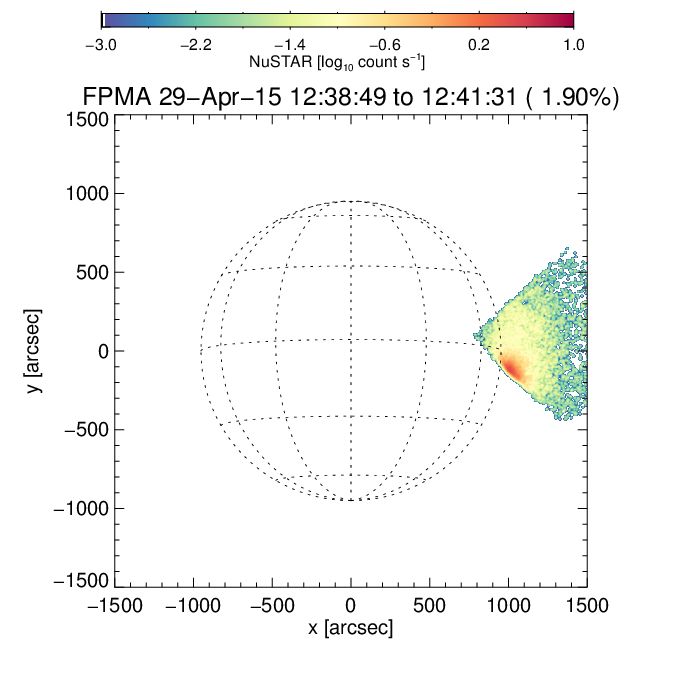 −3.0 −2.2 −1.4 −0.6 0.2 1.0
NuSTAR [log₁₀ count s⁻¹]
FPMA 29−Apr−15 12:38:49 to 12:41:31 ( 1.90%)
1500
1000
500
0
−500
−1000
−1500
y [arcsec]
−1500 −1000 −500 0 500 1000 1500
x [arcsec]